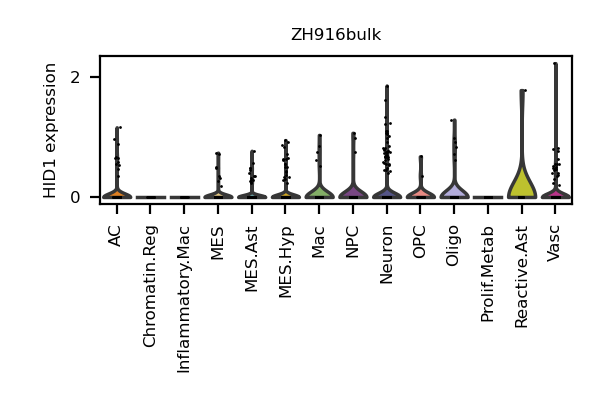 ZH916bulk
HID1 expression
2
0
AC
Chromatin.Reg
Inflammatory.Mac
MES
MES.Ast
MES.Hyp
Mac
NPC
Neuron
OPC
Oligo
Prolif.Metab
Reactive.Ast
Vasc